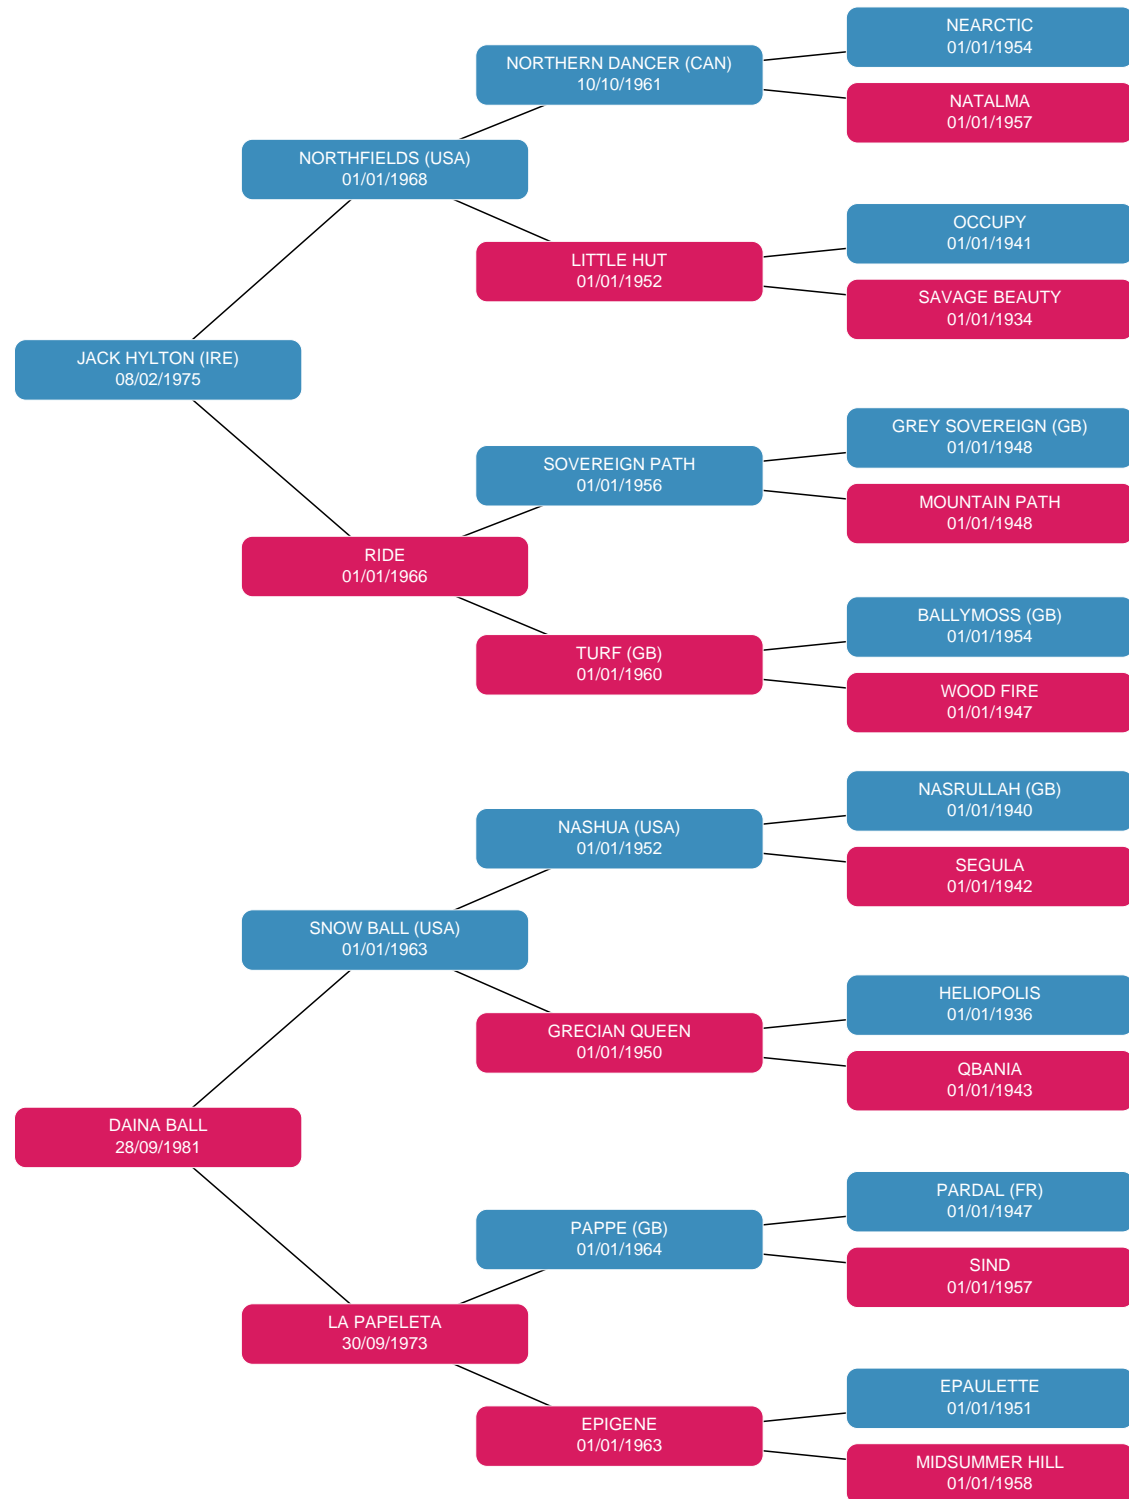 NEARCTIC
01/01/1954
NORTHERN DANCER (CAN)
10/10/1961
NATALMA
01/01/1957
NORTHFIELDS (USA)
01/01/1968
OCCUPY
01/01/1941
LITTLE HUT
01/01/1952
SAVAGE BEAUTY
01/01/1934
JACK HYLTON (IRE)
08/02/1975
GREY SOVEREIGN (GB)
01/01/1948
SOVEREIGN PATH
01/01/1956
MOUNTAIN PATH
01/01/1948
RIDE
01/01/1966
BALLYMOSS (GB)
01/01/1954
TURF (GB)
01/01/1960
WOOD FIRE
01/01/1947
NASRULLAH (GB)
01/01/1940
NASHUA (USA)
01/01/1952
SEGULA
01/01/1942
SNOW BALL (USA)
01/01/1963
HELIOPOLIS
01/01/1936
GRECIAN QUEEN
01/01/1950
QBANIA
01/01/1943
DAINA BALL
28/09/1981
PARDAL (FR)
01/01/1947
PAPPE (GB)
01/01/1964
SIND
01/01/1957
LA PAPELETA
30/09/1973
EPAULETTE
01/01/1951
EPIGENE
01/01/1963
MIDSUMMER HILL
01/01/1958